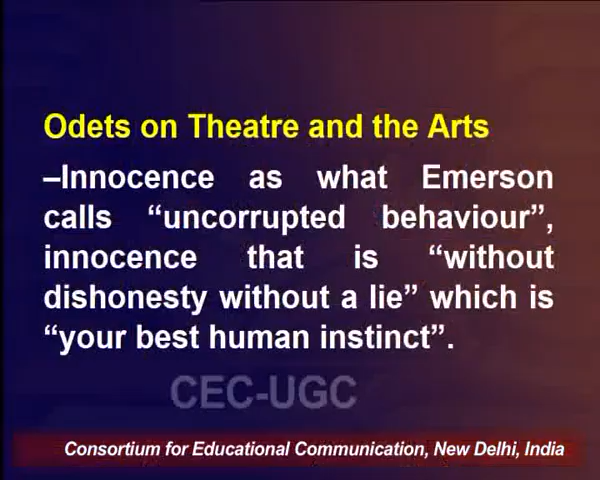 Odets on Theatre and the Arts
–Innocence as what Emerson
calls “uncorrupted behaviour”,
innocence that is “without
dishonesty without a lie” which is
“your best human instinct”.
CEC-UGC
Consortium for Educational Communication, New Delhi, India